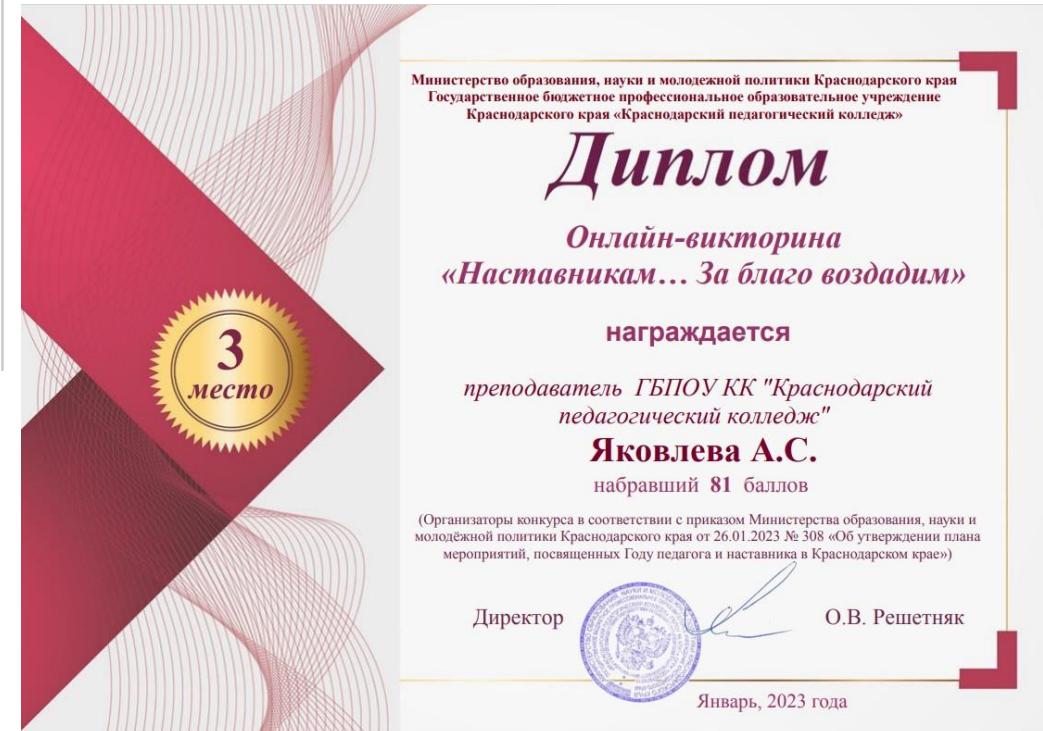 Министерство образования, науки и молодежной политики Краснодарского края
Государственное бюджетное профессиональное образовательное учреждение
Краснодарского края «Краснодарский педагогический колледж»
Диплом
Онлайн-викторина
«Наставникам… За благо воздадим»
награждается
3
место
преподаватель ГБПОУ КК "Краснодарский
педагогический колледж"
Яковлева А.С.
набравший 81 баллов
(Организаторы конкурса в соответствии с приказом Министерства образования, науки и
молодёжной политики Краснодарского края от 26.01.2023 № 308 «Об утверждении плана
мероприятий, посвященных Году педагога и наставника в Краснодарском крае»)
Директор О.В. Решетняк
Январь, 2023 года